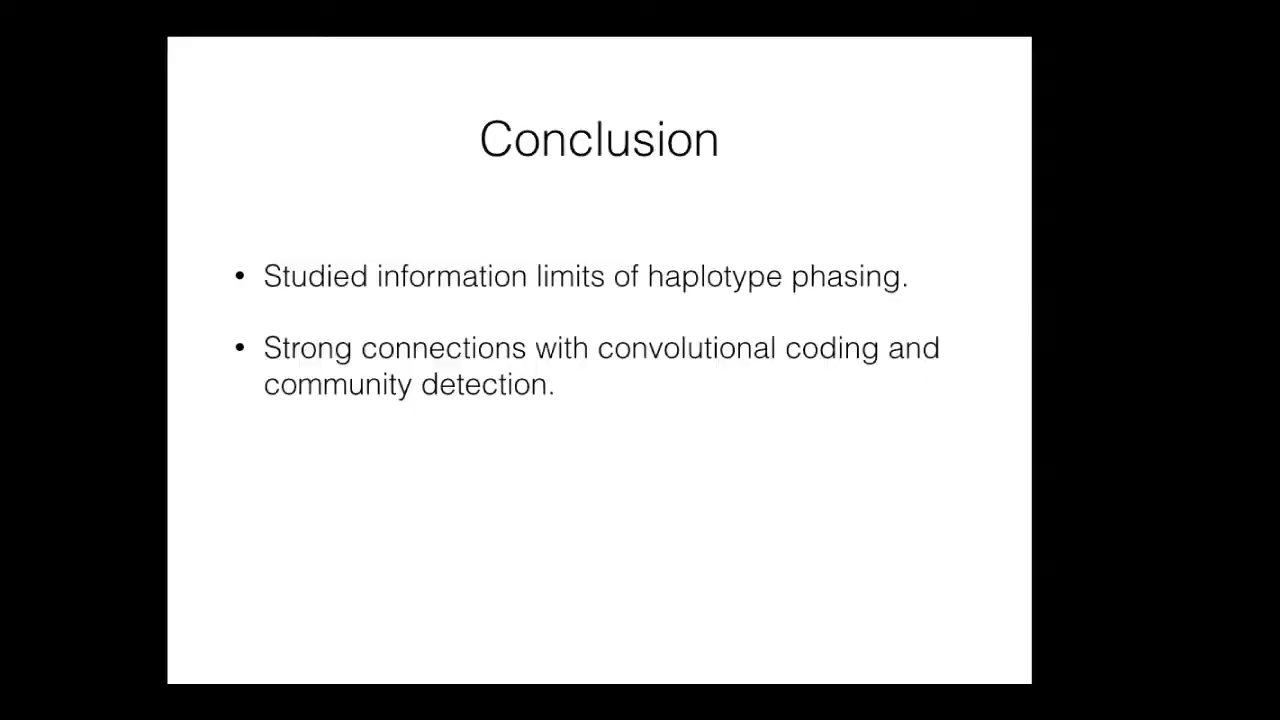 Conclusion
• Studied information limits of haplotype phasing.
• Strong connections with convolutional coding and
community detection.